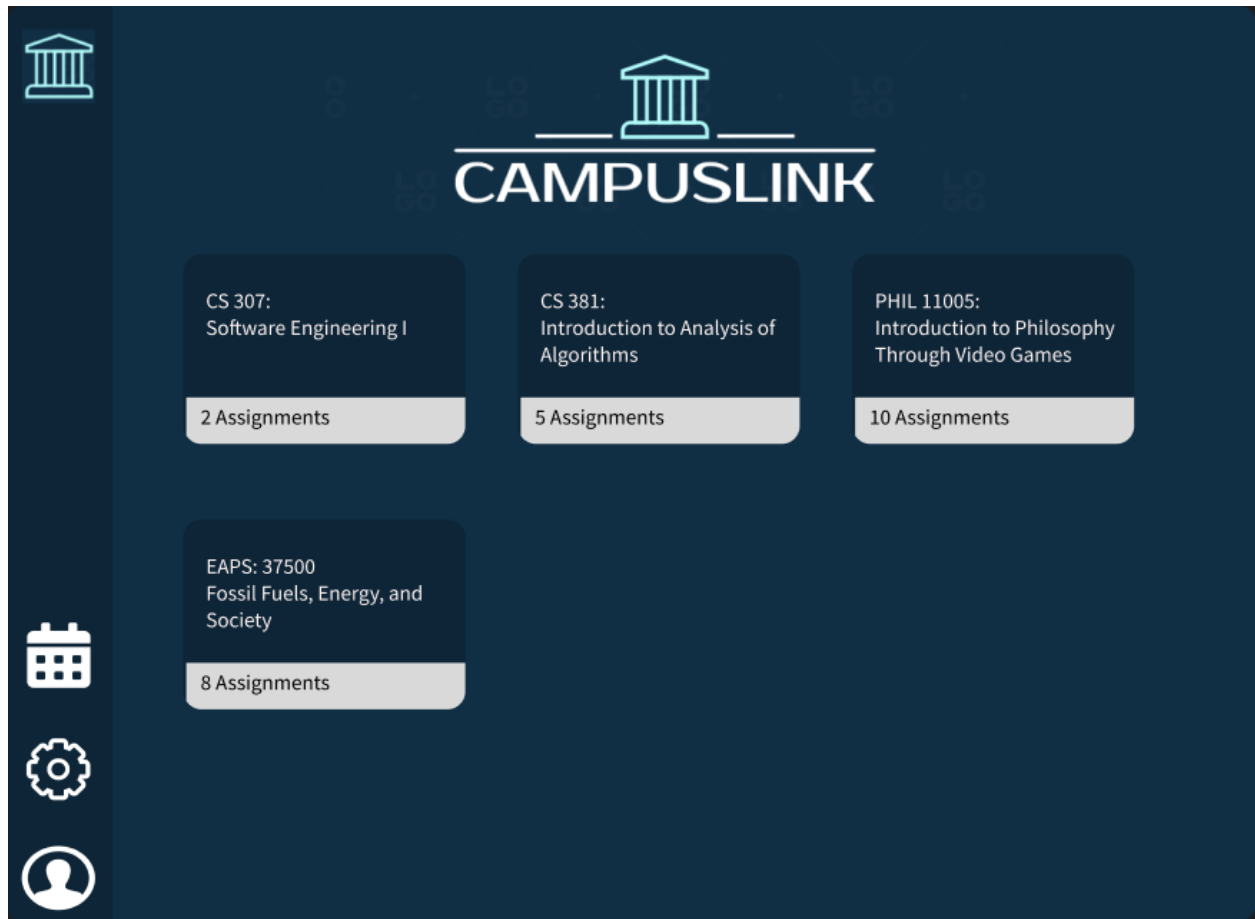 CAMPUSLINK
CS 307:
Software Engineering I
2 Assignments
CS 381:
Introduction to Analysis of
Algorithms
5 Assignments
PHIL 11005:
Introduction to Philosophy
Through Video Games
10 Assignments
EAPS: 37500
Fossil Fuels, Energy, and
Society
8 Assignments